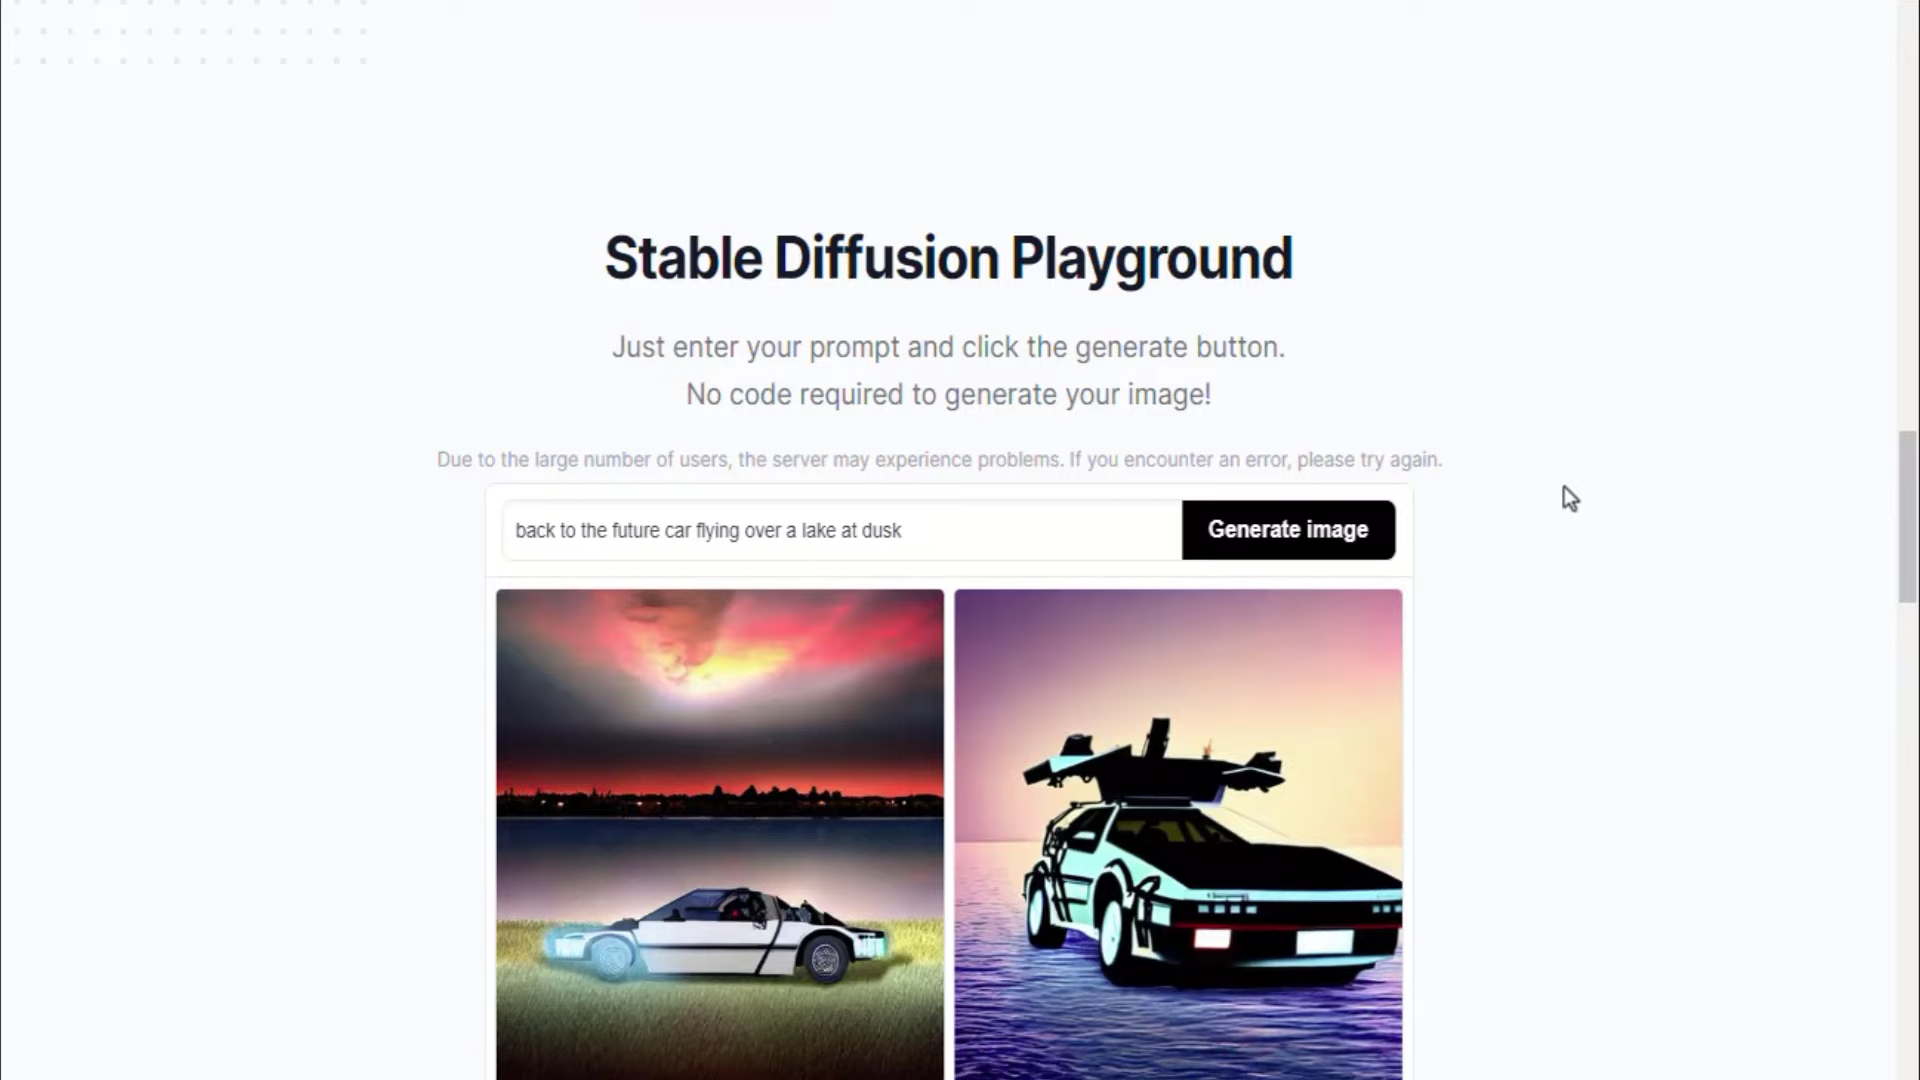 Stable Diffusion Playground
Just enter your prompt and click the generate button.
No code required to generate your image!
Due to the large number of users, the server may experience problems. If you encounter an error, please try again.
back to the future car flying over a lake at dusk
Generate image